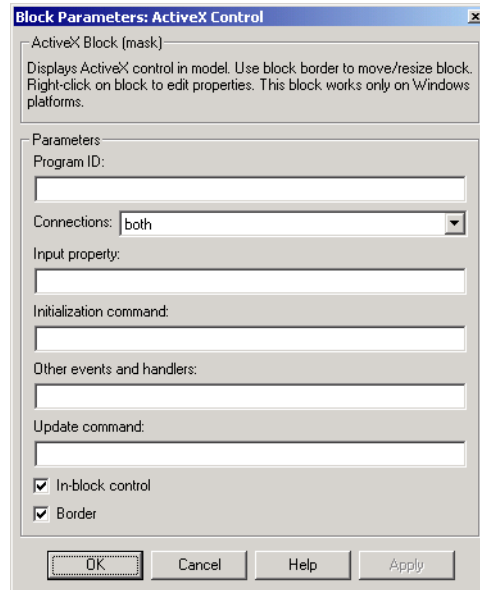 Block Parameters: ActiveX Control
ActiveX Block (mask)
Displays ActiveX control in model. Use block border to move/resize block.
Right-click on block to edit properties. This block works only on Windows
platforms.
Parameters
Program ID:
Connections: both
Input property:
Initialization command:
Other events and handlers:
Update command:
In-block control
Border
OK Cancel Help Apply